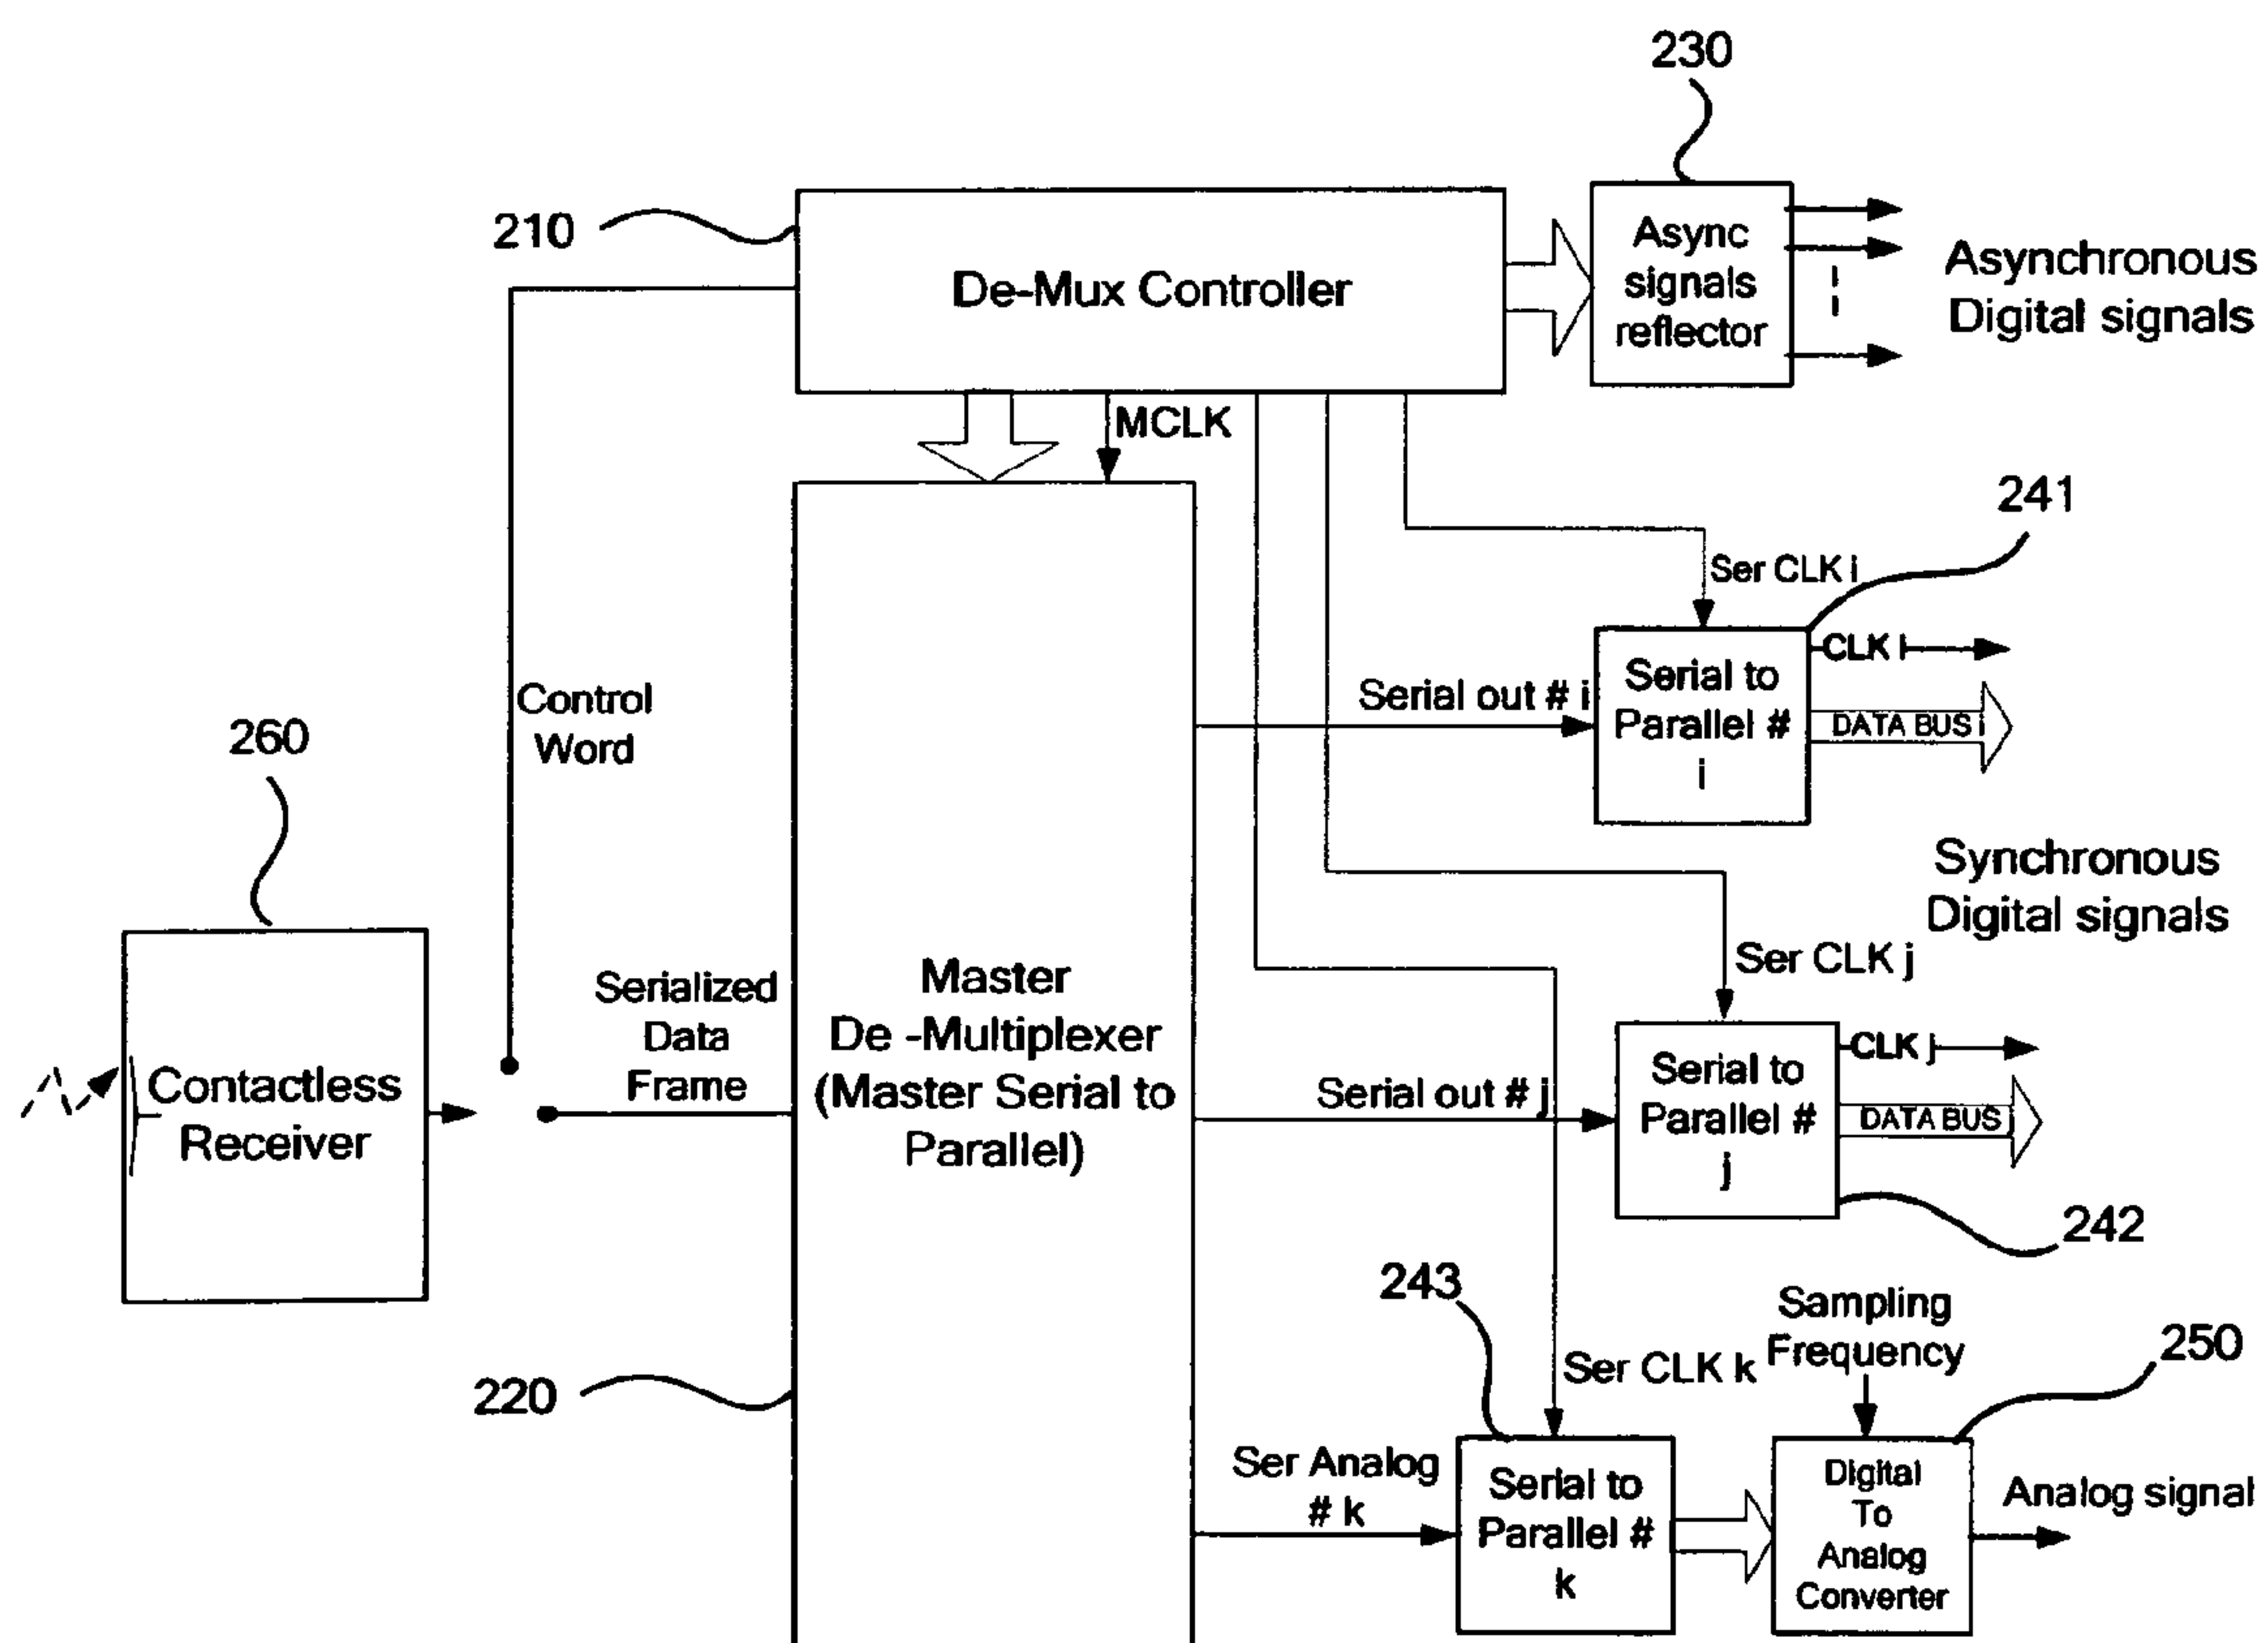 230
210
De-Mux Controller
Async
signals
reflector
Asynchronous
Digital signals
MCLK
241
Ser CLK i
CLK i
Serial out # i
Serial to
Parallel #
i
DATA BUS i
Control
Word
260
Synchronous
Digital signals
Ser CLK j
Serialized
Data
Frame
Master
De -Multiplexer
(Master Serial to
Parallel)
Contactless
Receiver
Serial out # j
Serial to
Parallel #
j
CLK j
DATA BUS j
242
243
Sampling
Frequency
250
Ser CLK k
220
Ser Analog
# k
Serial to
Parallel #
k
Digital
To
Analog
Converter
Analog signal